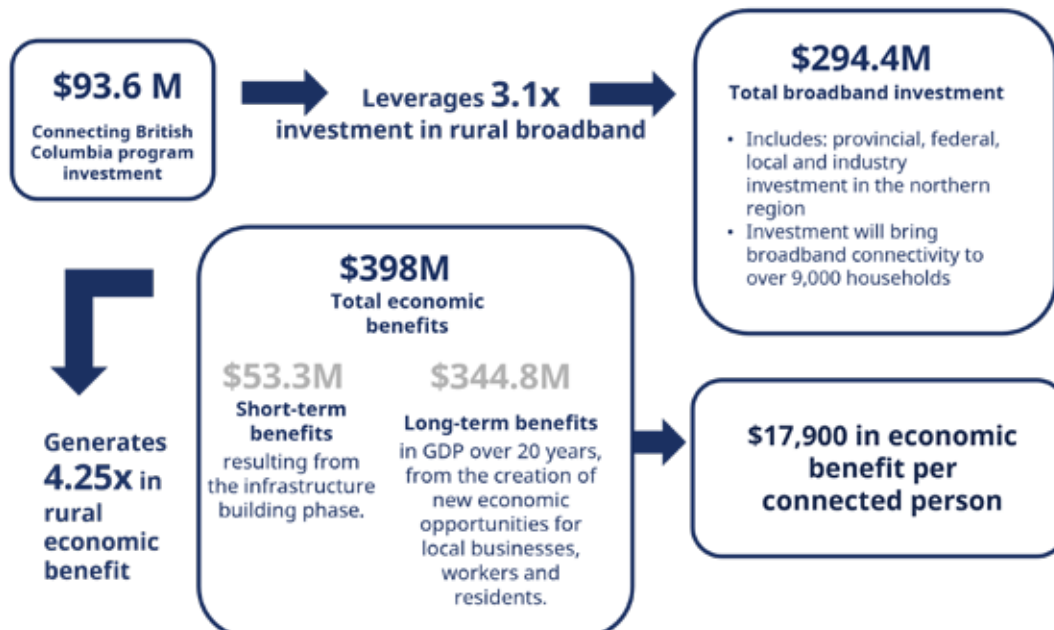 $93.6 M
Connecting British
Columbia program
investment
Leverages 3.1x
investment in rural broadband
$294.4M
Total broadband investment
• Includes: provincial, federal,
local and industry
investment in the northern
region
• Investment will bring
broadband connectivity to
over 9,000 households
Generates
4.25x in
rural
economic
benefit
$398M
Total economic
benefits
$53.3M
Short-term
benefits
resulting from
the infrastructure
building phase.
$344.8M
Long-term benefits
in GDP over 20 years,
from the creation of
new economic
opportunities for
local businesses,
workers and
residents.
$17,900 in economic
benefit per
connected person